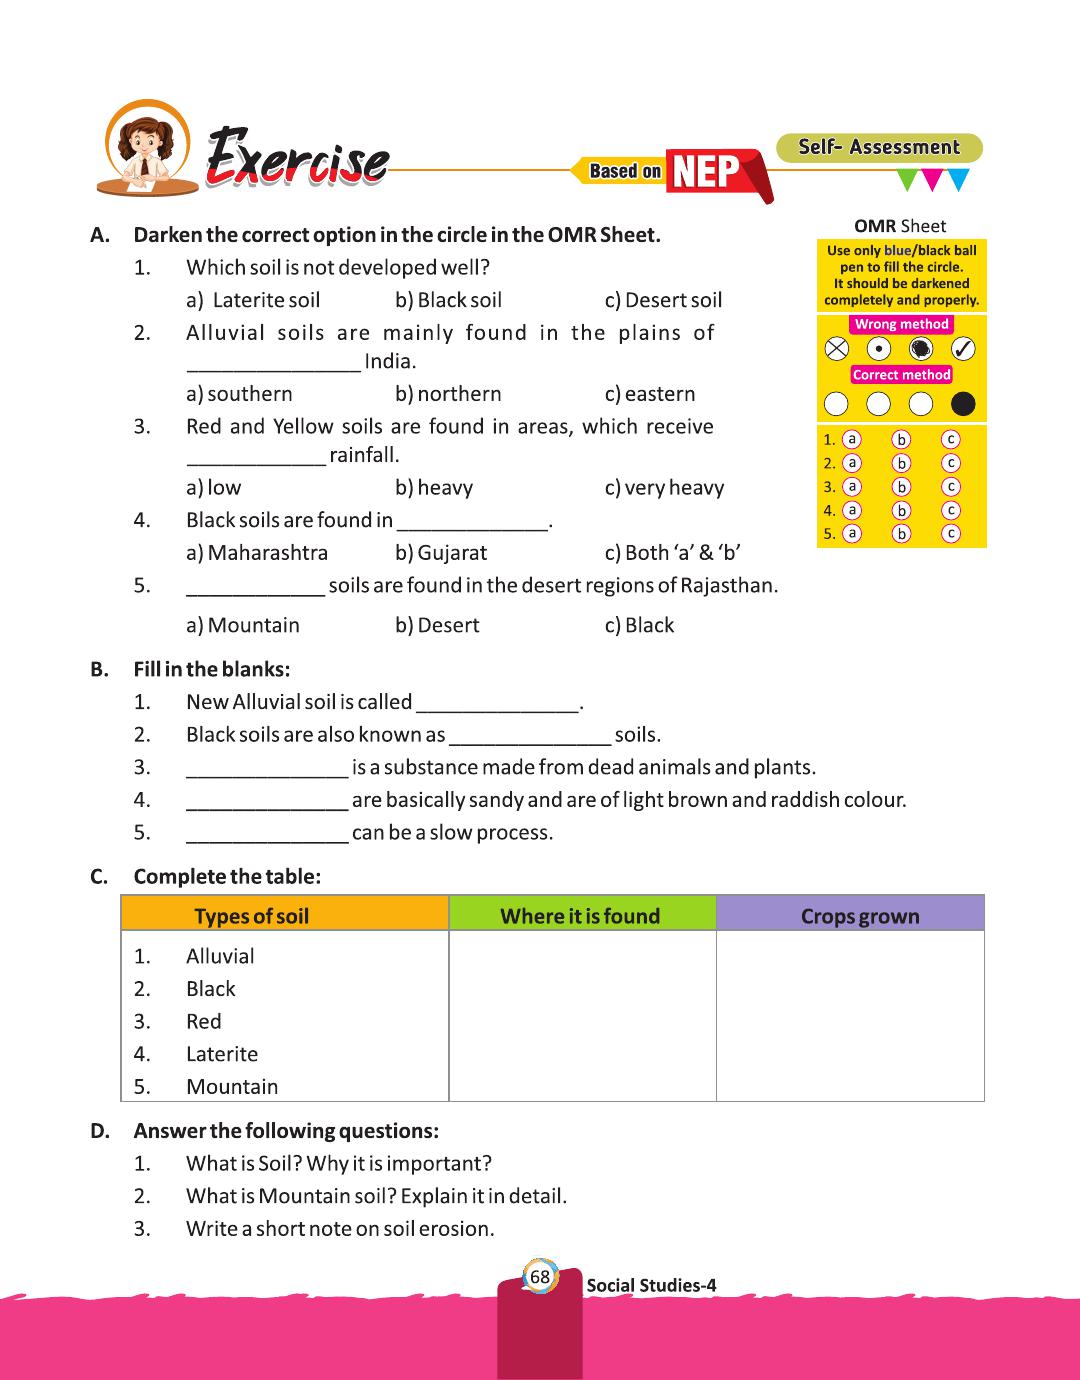 Exercise
Based on NEP
Self- Assessment
A. Darken the correct option in the circle in the OMR Sheet.
1. Which soil is not developed well?
a) Laterite soil b) Black soil c) Desert soil
2. Alluvial soils are mainly found in the plains of
_______________ India.
a) southern b) northern c) eastern
3. Red and Yellow soils are found in areas, which receive
____________ rainfall.
a) low b) heavy c) very heavy
4. Black soils are found in _____________.
a) Maharashtra b) Gujarat c) Both ‘a’ & ‘b’
5. ____________ soils are found in the desert regions of Rajasthan.
a) Mountain b) Desert c) Black
OMR Sheet
Use only blue/black ball
pen to fill the circle.
It should be darkened
completely and properly.
Wrong method
Correct method
1. a b c
2. a b c
3. a b c
4. a b c
5. a b c
B. Fill in the blanks:
1. New Alluvial soil is called ______________.
2. Black soils are also known as ______________ soils.
3. ______________ is a substance made from dead animals and plants.
4. ______________ are basically sandy and are of light brown and raddish colour.
5. ______________ can be a slow process.
C. Complete the table:
Types of soil Where it is found Crops grown
1. Alluvial
2. Black
3. Red
4. Laterite
5. Mountain
D. Answer the following questions:
1. What is Soil? Why it is important?
2. What is Mountain soil? Explain it in detail.
3. Write a short note on soil erosion.
68
Social Studies-4